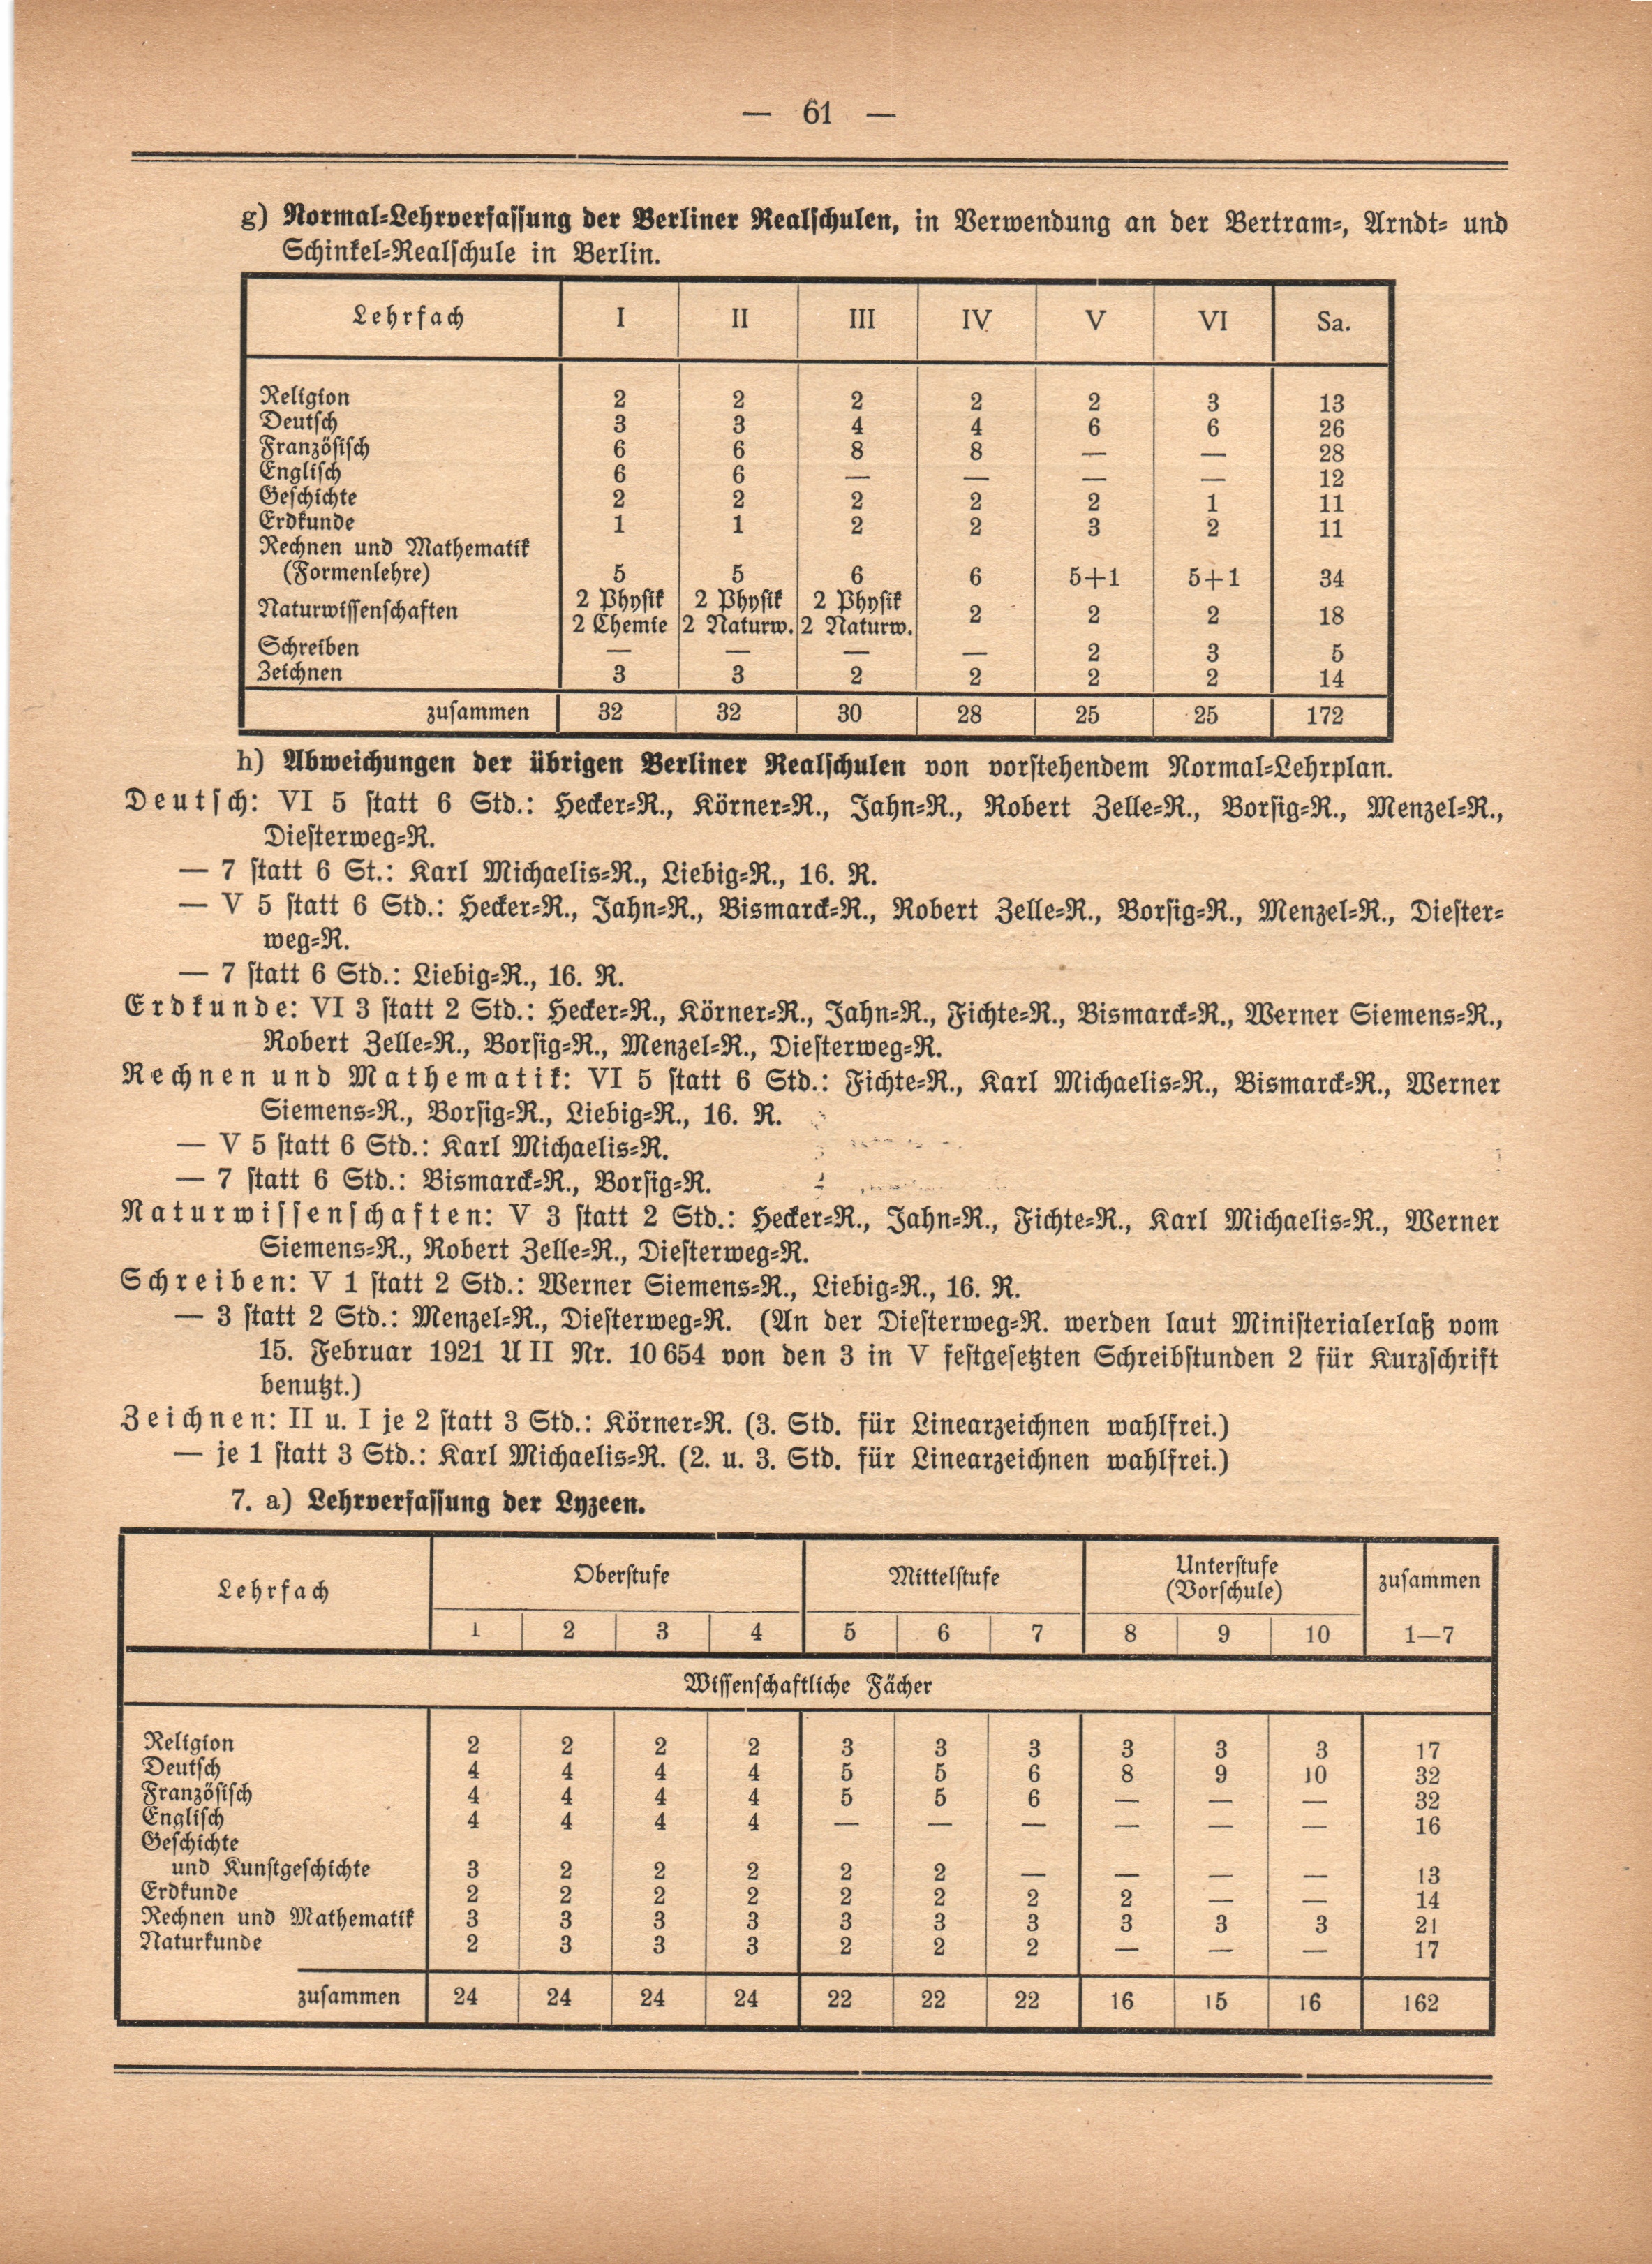 — 61 —
g) Normal-Lehrverfassung der Berliner Realschulen, in Verwendung an der Bertram-, Arndt- und
Schinkel-Realschule in Berlin.
Lehrfach I II III IV V VI Sa.
Religion 2 2 2 2 2 3 13
Deutsch 3 3 4 4 6 6 26
Französisch 6 6 8 8 — — 28
Englisch 6 6 — — — — 12
Geschichte 2 2 2 2 2 1 11
Erdkunde 1 1 2 2 3 2 11
Rechnen und Mathematik
(Formenlehre) 5 5 6 6 5+1 5+1 34
2 Physik 2 Physik 2 Physik
Naturwissenschaften 2 2 2 18
2 Chemie 2 Naturw. 2 Naturw.
Schreiben — — — — 2 3 5
Zeichnen 3 3 2 2 2 2 14
zusammen 32 32 30 28 25 25 172
h) Abweichungen der übrigen Berliner Realschulen von vorstehendem Normal-Lehrplan.
Deutsch: VI 5 statt 6 Std.: Hecker-R., Körner-R., Jahn-R., Robert Zelle-R., Borsig-R., Menzel-R.,
Diesterweg-R.
— 7 statt 6 St.: Karl Michaelis-R., Liebig-R., 16. R.
— V 5 statt 6 Std.: Hecker-R., Jahn-R., Bismarck-R., Robert Zelle-R., Borsig-R., Menzel-R., Diester-
weg-R.
— 7 statt 6 Std.: Liebig-R., 16. R.
Erdkunde: VI 3 statt 2 Std.: Hecker-R., Körner-R., Jahn-R., Fichte-R., Bismarck-R., Werner Siemens-R.,
Robert Zelle-R., Borsig-R., Menzel-R., Diesterweg-R.
Rechnen und Mathematik: VI 5 statt 6 Std.: Fichte-R., Karl Michaelis-R., Bismarck-R., Werner
Siemens-R., Borsig-R., Liebig-R., 16. R.
— V 5 statt 6 Std.: Karl Michaelis-R.
— 7 statt 6 Std.: Bismarck-R., Borsig-R.
Naturwissenschaften: V 3 statt 2 Std.: Hecker-R., Jahn-R., Fichte-R., Karl Michaelis-R., Werner
Siemens-R., Robert Zelle-R., Diesterweg-R.
Schreiben: V 1 statt 2 Std.: Werner Siemens-R., Liebig-R., 16. R.
— 3 statt 2 Std.: Menzel-R., Diesterweg-R. (An der Diesterweg-R. werden laut Ministerialerlaß vom
15. Februar 1921 U II Nr. 10 654 von den 3 in V festgesetzten Schreibstunden 2 für Kurzschrift
benutzt.)
Zeichnen: II u. I je 2 statt 3 Std.: Körner-R. (3. Std. für Linearzeichnen wahlfrei.)
— je 1 statt 3 Std.: Karl Michaelis-R. (2. u. 3. Std. für Linearzeichnen wahlfrei.)
7. a) Lehrverfassung der Lyzeen.
Lehrfach Oberstufe Mittelstufe Unterstufe (Vorschule) zusammen
1 2 3 4 5 6 7 8 9 10 1—7
Wissenschaftliche Fächer
Religion 2 2 2 2 3 3 3 3 3 3 17
Deutsch 4 4 4 4 5 5 6 8 9 10 32
Französisch 4 4 4 4 5 5 6 — — — 32
Englisch 4 4 4 4 — — — — — — 16
Geschichte
und Kunstgeschichte 3 2 2 2 2 2 — — — — 13
Erdkunde 2 2 2 2 2 2 2 2 — — 14
Rechnen und Mathematik 3 3 3 3 3 3 3 3 3 3 21
Naturkunde 2 3 3 3 2 2 2 — — — 17
zusammen 24 24 24 24 22 22 22 16 15 16 162